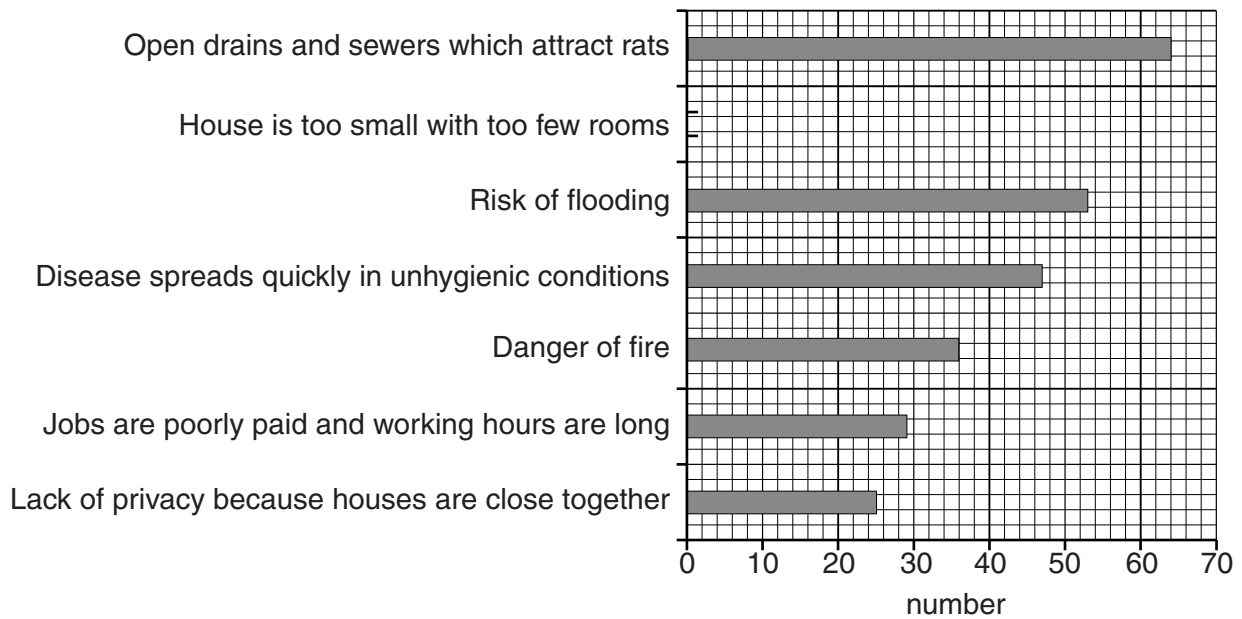 Open drains and sewers which attract rats
House is too small with too few rooms
Risk of flooding
Disease spreads quickly in unhygienic conditions
Danger of fire
Jobs are poorly paid and working hours are long
Lack of privacy because houses are close together
0 10 20 30 40 50 60 70
number